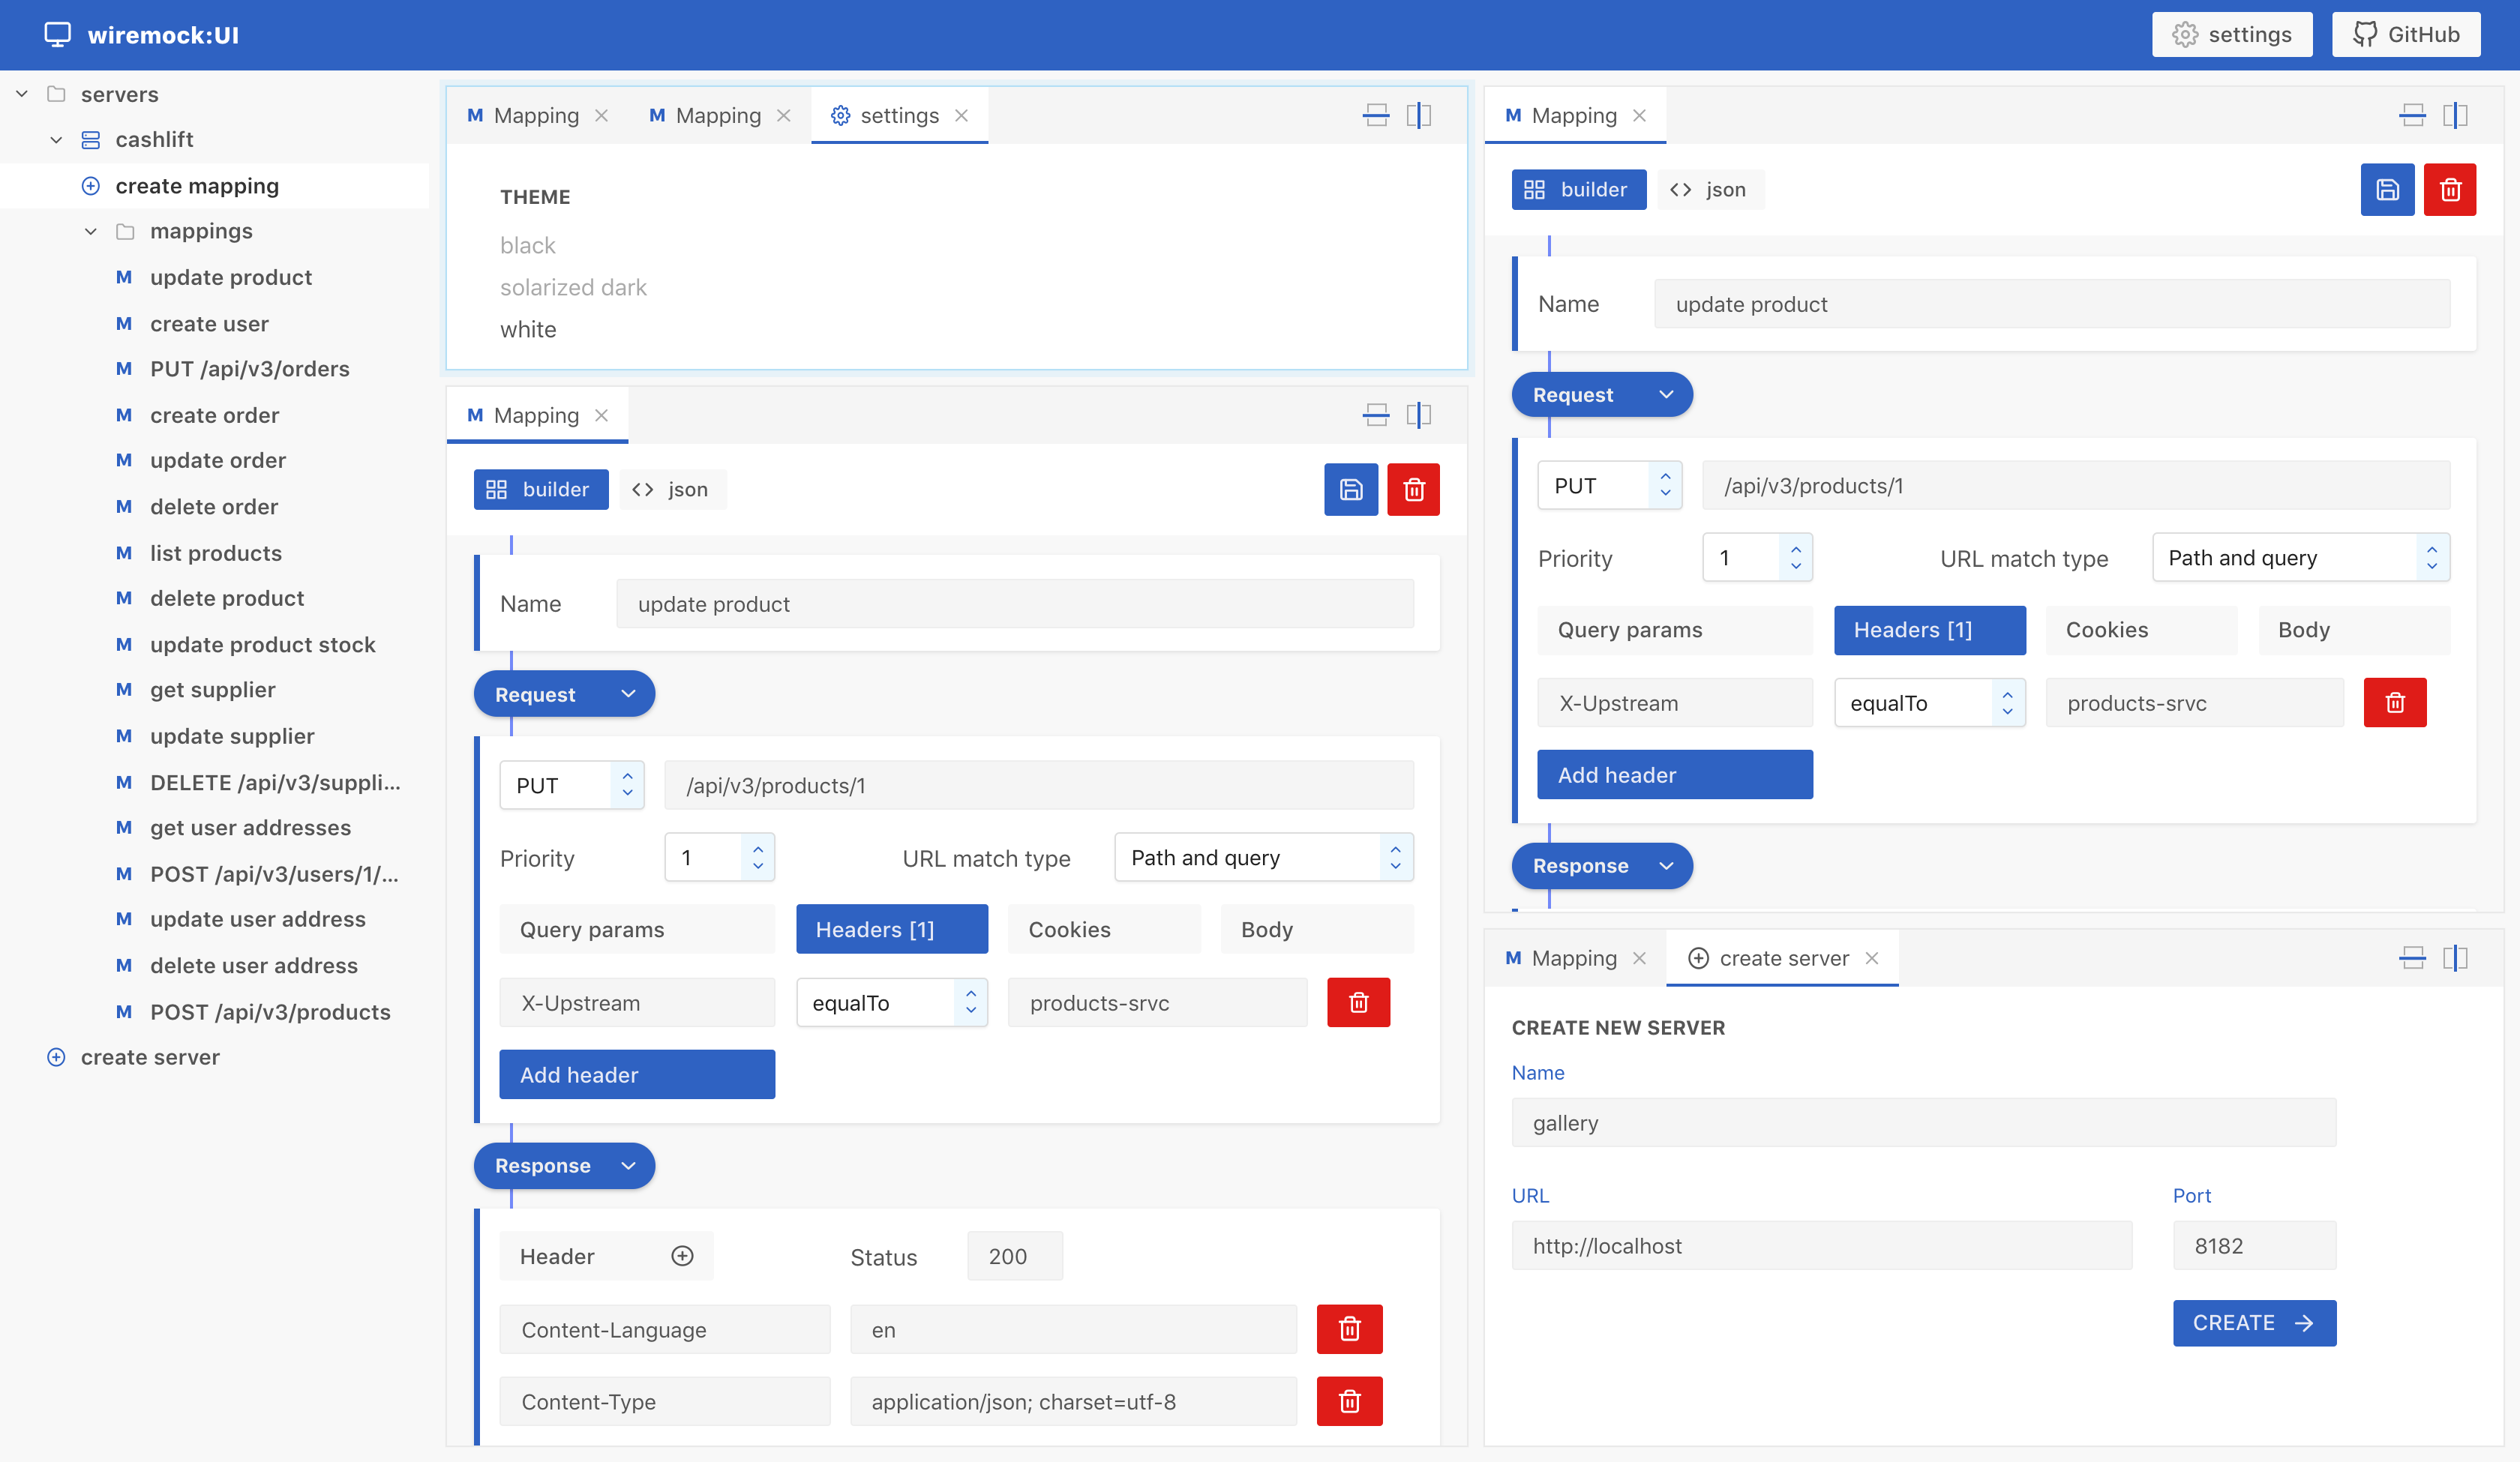 wiremock:UI
settings
GitHub
servers
cashlift
create mapping
mappings
M update product
M create user
M PUT /api/v3/orders
M create order
M update order
M delete order
M list products
M delete product
M update product stock
M get supplier
M update supplier
M DELETE /api/v3/suppli...
M get user addresses
M POST /api/v3/users/1/...
M update user address
M delete user address
M POST /api/v3/products
create server
M Mapping
M Mapping
settings
THEME
black
solarized dark
white
M Mapping
builder
json
Name
update product
Request
PUT
/api/v3/products/1
Priority
1
URL match type
Path and query
Query params
Headers [1]
Cookies
Body
X-Upstream
equalTo
products-srvc
Add header
Response
Header
Status
200
Content-Language
en
Content-Type
application/json; charset=utf-8
M Mapping
builder
json
Name
update product
Request
PUT
/api/v3/products/1
Priority
1
URL match type
Path and query
Query params
Headers [1]
Cookies
Body
X-Upstream
equalTo
products-srvc
Add header
Response
M Mapping
create server
CREATE NEW SERVER
Name
gallery
URL
Port
http://localhost
8182
CREATE